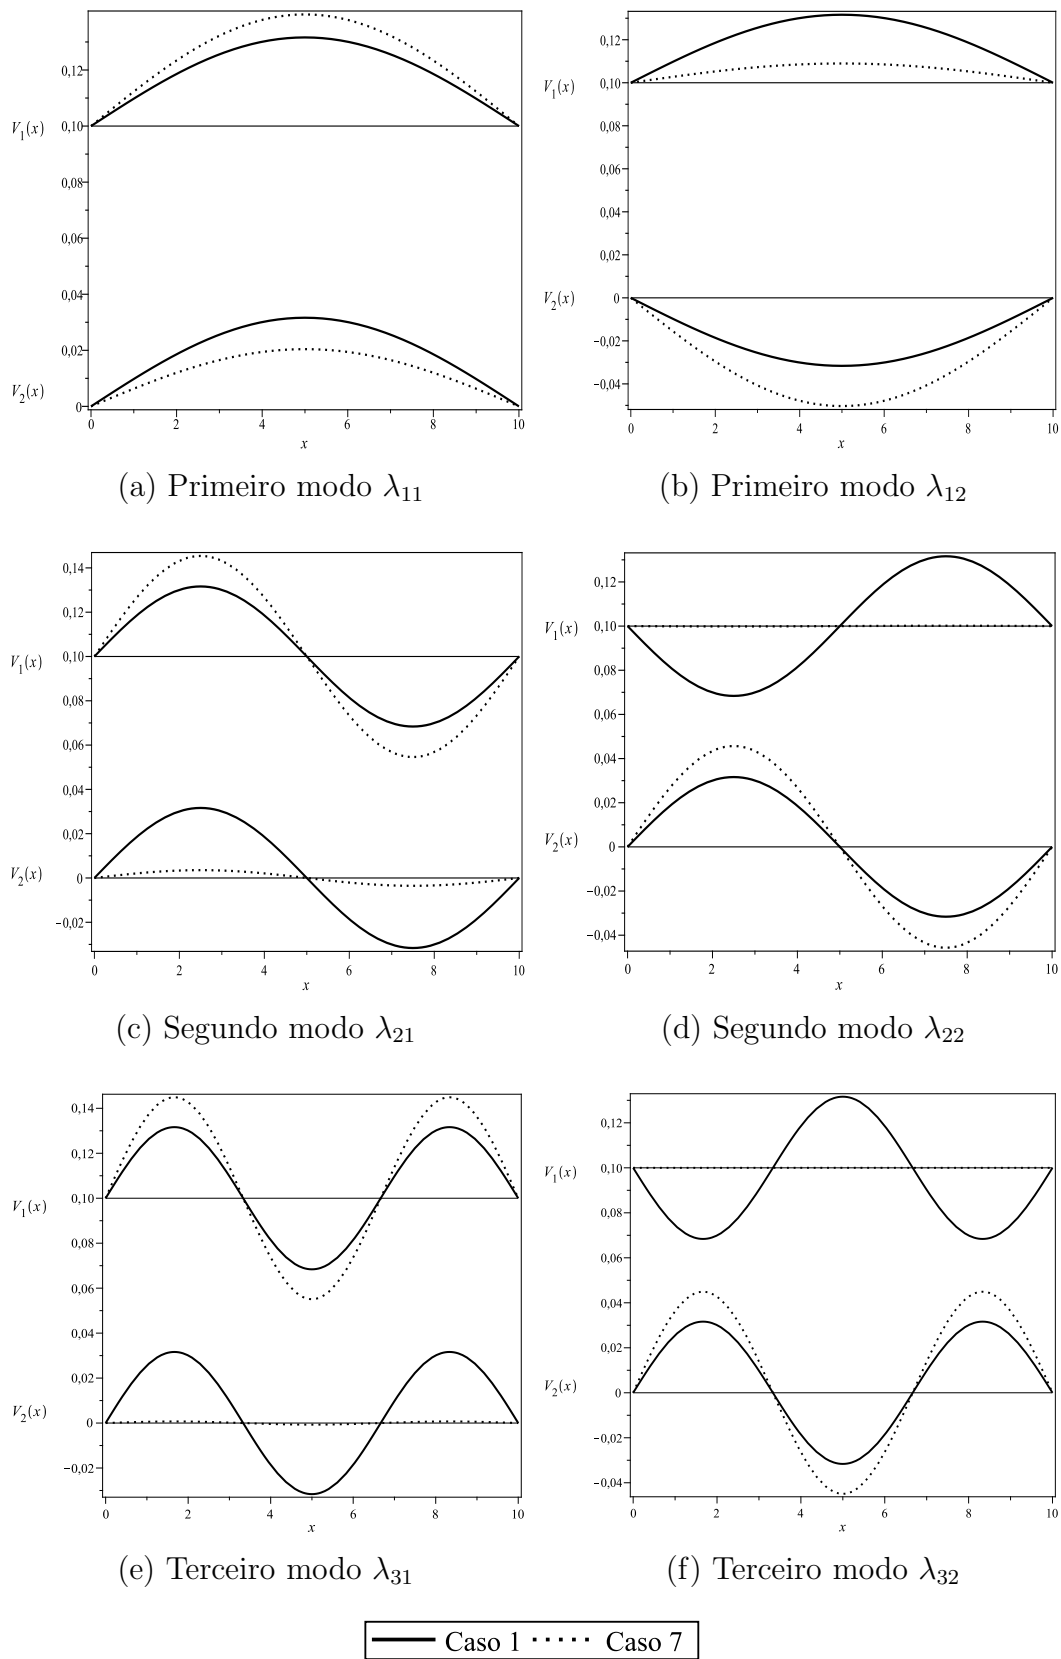 0,12
V₁(x)
0,10
0,08
0,06
0,04
0,02
V₂(x)
0
0 2 4 6 8 10
x
(a) Primeiro modo λ₁₁
0,12
V₁(x)
0,10
0,08
0,06
0,04
0,02
V₂(x)
0
−0,02
−0,04
0 2 4 6 8 10
x
(b) Primeiro modo λ₁₂
0,14
0,12
0,10
V₁(x)
0,08
0,06
0,04
0,02
V₂(x)
0
−0,02
0 2 4 6 8 10
x
(c) Segundo modo λ₂₁
0,12
0,10
V₁(x)
0,08
0,06
0,04
0,02
V₂(x)
0
−0,02
−0,04
0 2 4 6 8 10
x
(d) Segundo modo λ₂₂
0,14
0,12
0,10
V₁(x)
0,08
0,06
0,04
0,02
V₂(x)
0
−0,02
0 2 4 6 8 10
x
(e) Terceiro modo λ₃₁
0,12
0,10
V₁(x)
0,08
0,06
0,04
0,02
V₂(x)
0
−0,02
−0,04
0 2 4 6 8 10
x
(f) Terceiro modo λ₃₂
Caso 1 Caso 7